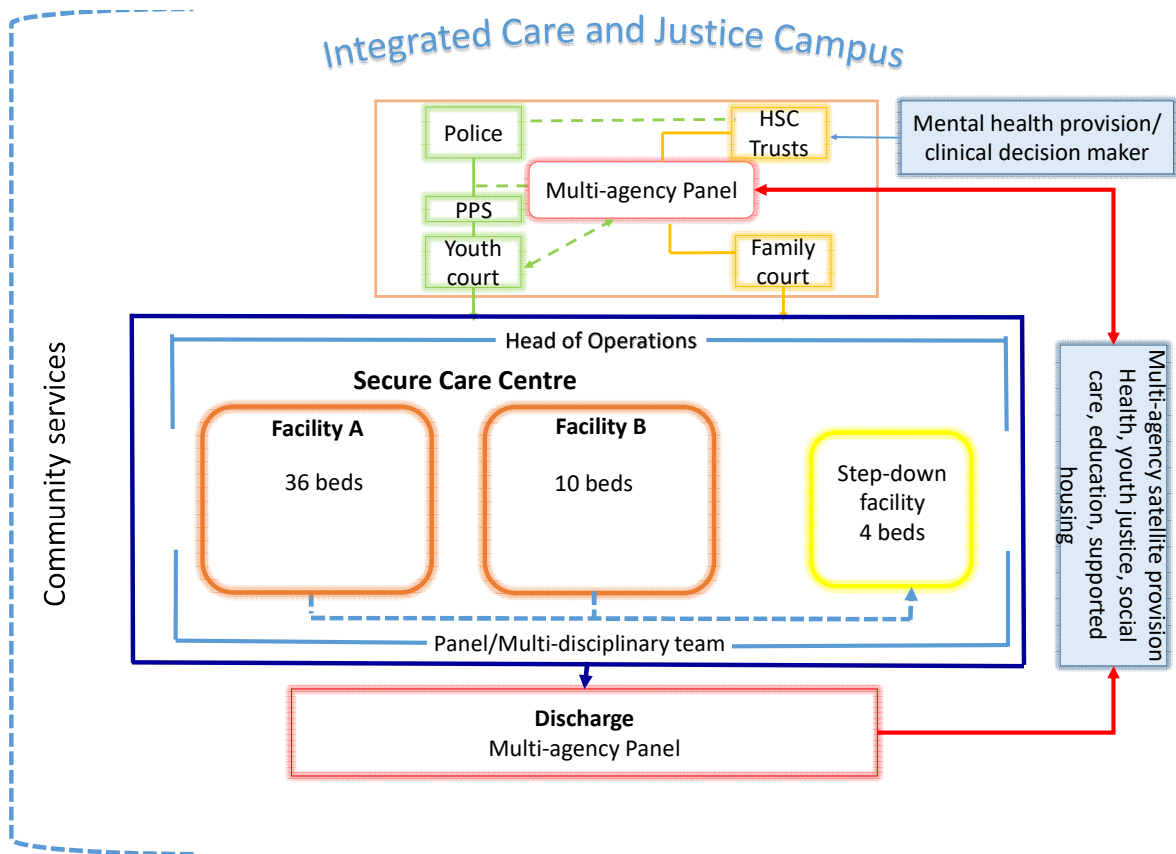 Integrated Care and Justice Campus
Police
HSC
Trusts
Mental health provision/
clinical decision maker
Multi-agency Panel
PPS
Youth
court
Family
court
Community services
Head of Operations
Secure Care Centre
Facility A
36 beds
Facility B
10 beds
Step-down
facility
4 beds
Panel/Multi-disciplinary team
Multi-agency satellite provision
Health, youth justice, social
care, education, supported
housing
Discharge
Multi-agency Panel